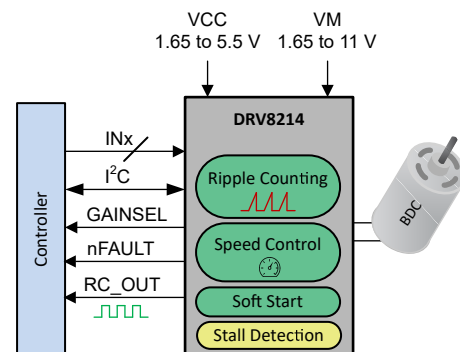 VCC
1.65 to 5.5 V
VM
1.65 to 11 V
DRV8214
Controller
INx
I²C
GAINSEL
nFAULT
RC_OUT
Ripple Counting
Speed Control
Soft Start
Stall Detection
BDC